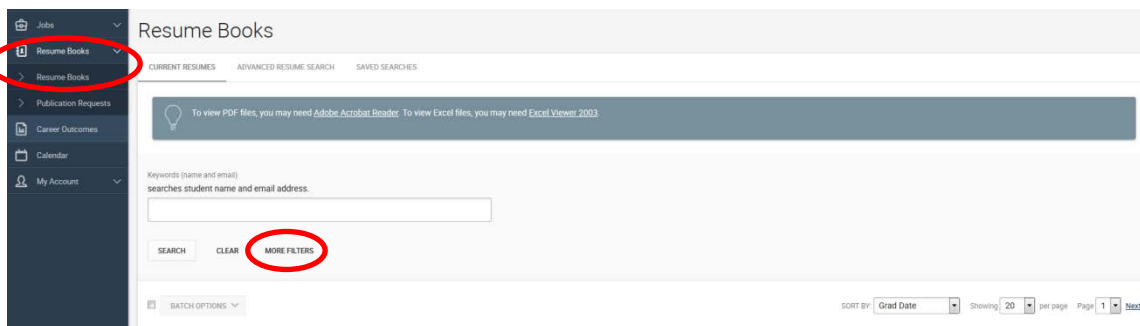 Jobs
Resume Books
Resume Books
Publication Requests
Career Outcomes
Calendar
My Account
Resume Books
CURRENT RESUMES ADVANCED RESUME SEARCH SAVED SEARCHES
To view PDF files, you may need Adobe Acrobat Reader. To view Excel files, you may need Excel Viewer 2003.
Keywords (name and email)
searches student name and email address.
SEARCH CLEAR MORE FILTERS
BATCH OPTIONS SORT BY: Grad Date Showing 20 per page Page 1 Next